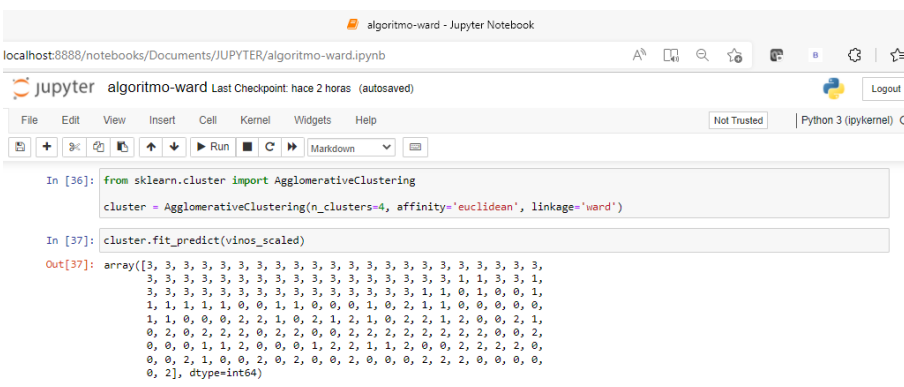 algoritmo-ward - Jupyter Notebook
localhost:8888/notebooks/Documents/JUPYTER/algoritmo-ward.ipynb
jupyter algoritmo-ward Last Checkpoint: hace 2 horas (autosaved)
Logout
File Edit View Insert Cell Kernel Widgets Help
Not Trusted
Python 3 (ipykernel)
Run
Markdown
In [36]: from sklearn.cluster import AgglomerativeClustering
cluster = AgglomerativeClustering(n_clusters=4, affinity='euclidean', linkage='ward')
In [37]: cluster.fit_predict(vinos_scaled)
Out[37]: array([3, 3, 3, 3, 3, 3, 3, 3, 3, 3, 3, 3, 3, 3, 3, 3, 3, 3, 3, 3, 3, 3,
3, 3, 3, 3, 3, 3, 3, 3, 3, 3, 3, 3, 3, 3, 3, 3, 3, 1, 1, 3, 3, 1,
3, 3, 3, 3, 3, 3, 3, 3, 3, 3, 3, 3, 3, 3, 3, 1, 1, 0, 1, 0, 0, 1,
1, 1, 1, 1, 1, 0, 0, 1, 1, 0, 0, 0, 1, 0, 2, 1, 1, 0, 0, 0, 0, 0,
1, 1, 0, 0, 0, 2, 2, 1, 0, 2, 1, 2, 1, 0, 2, 2, 1, 2, 0, 0, 2, 1,
0, 2, 0, 2, 2, 2, 0, 2, 2, 0, 0, 2, 2, 2, 2, 2, 2, 2, 2, 0, 0, 2,
0, 0, 0, 1, 1, 2, 0, 0, 0, 1, 2, 2, 1, 1, 2, 0, 0, 2, 2, 2, 2, 0,
0, 0, 2, 1, 0, 0, 2, 0, 2, 0, 0, 2, 0, 0, 0, 2, 2, 2, 0, 0, 0, 0,
0, 2], dtype=int64)